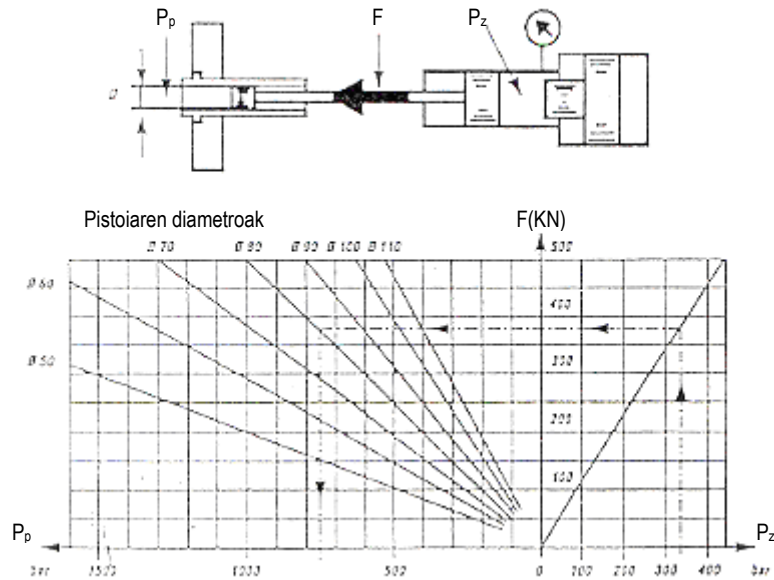 Pp F Pz
D
Pistoiaren diametroak F(KN)
Ø 70 Ø 80 Ø 90 Ø 100 Ø 110 500
Ø 60
400
Ø 50 300
200
100
Pp Pz
bar 1500 1000 500 0 100 200 300 400 bar